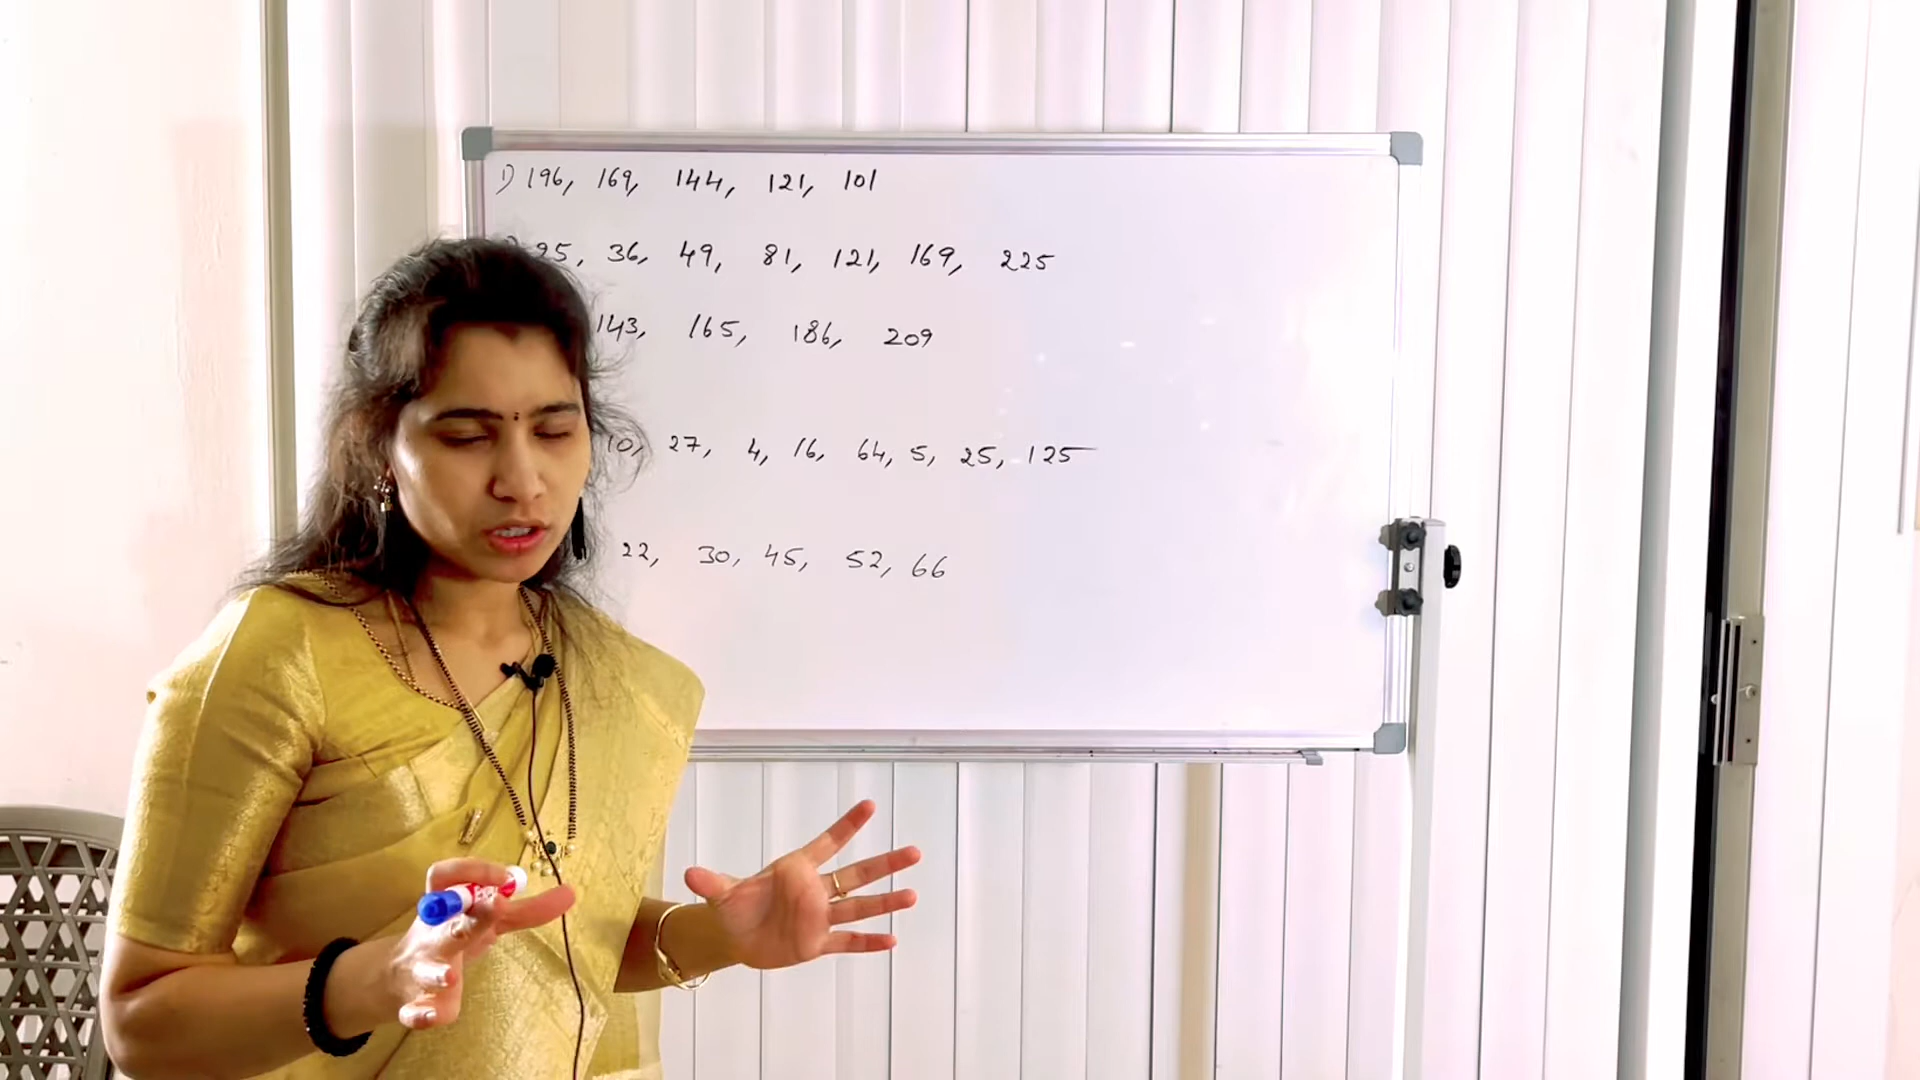 1) 196, 169, 144, 121, 101
25, 36, 49, 81, 121, 169, 225
143, 165, 186, 209
10, 27, 4, 16, 64, 5, 25, 125
22, 30, 45, 52, 66